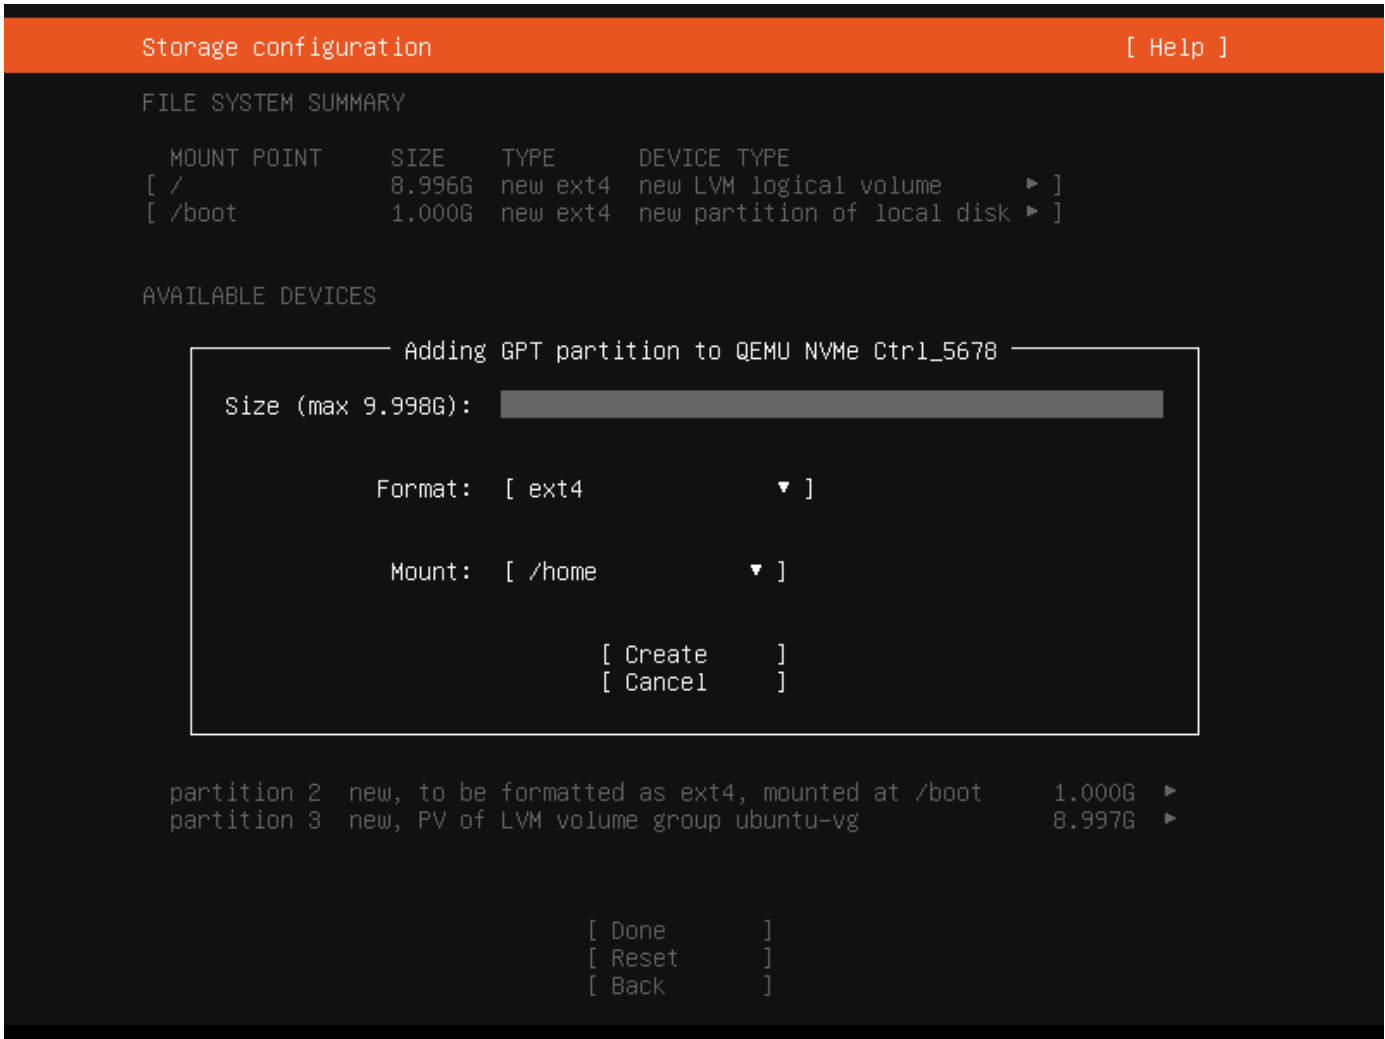 Storage configuration [ Help ]
FILE SYSTEM SUMMARY
MOUNT POINT SIZE TYPE DEVICE TYPE
[ / 8.996G new ext4 new LVM logical volume ▸ ]
[ /boot 1.000G new ext4 new partition of local disk ▸ ]
AVAILABLE DEVICES
Adding GPT partition to QEMU NVMe Ctrl_5678
Size (max 9.998G):
Format: [ ext4 ▾ ]
Mount: [ /home ▾ ]
[ Create ]
[ Cancel ]
partition 2 new, to be formatted as ext4, mounted at /boot 1.000G ▸
partition 3 new, PV of LVM volume group ubuntu-vg 8.997G ▸
[ Done ]
[ Reset ]
[ Back ]